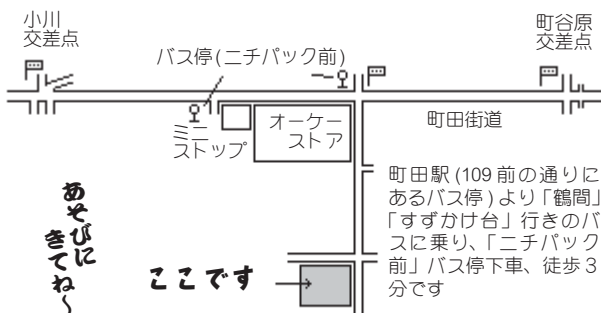 小川
交差点
町谷原
交差点
バス停(ニチパック前)
ミニ
ストップ
オーケー
ストア
町田街道
町田駅(109前の通りに
あるバス停)より「鶴間」
「すずかけ台」行きのバ
スに乗り、「ニチパック
前」バス停下車、徒歩3
分です
あそびに
きてね〜
ここです